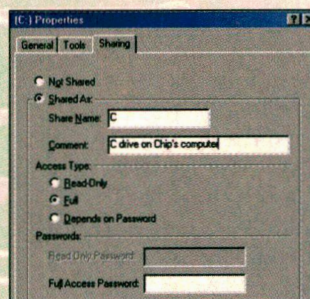 (C:) Properties
General Tools Sharing
Not Shared
Shared As:
Share Name: C
Comment: C drive on Chip's computer
Access Type:
Read-Only
Full
Depends on Password
Passwords:
Read Only Password:
Full Access Password: